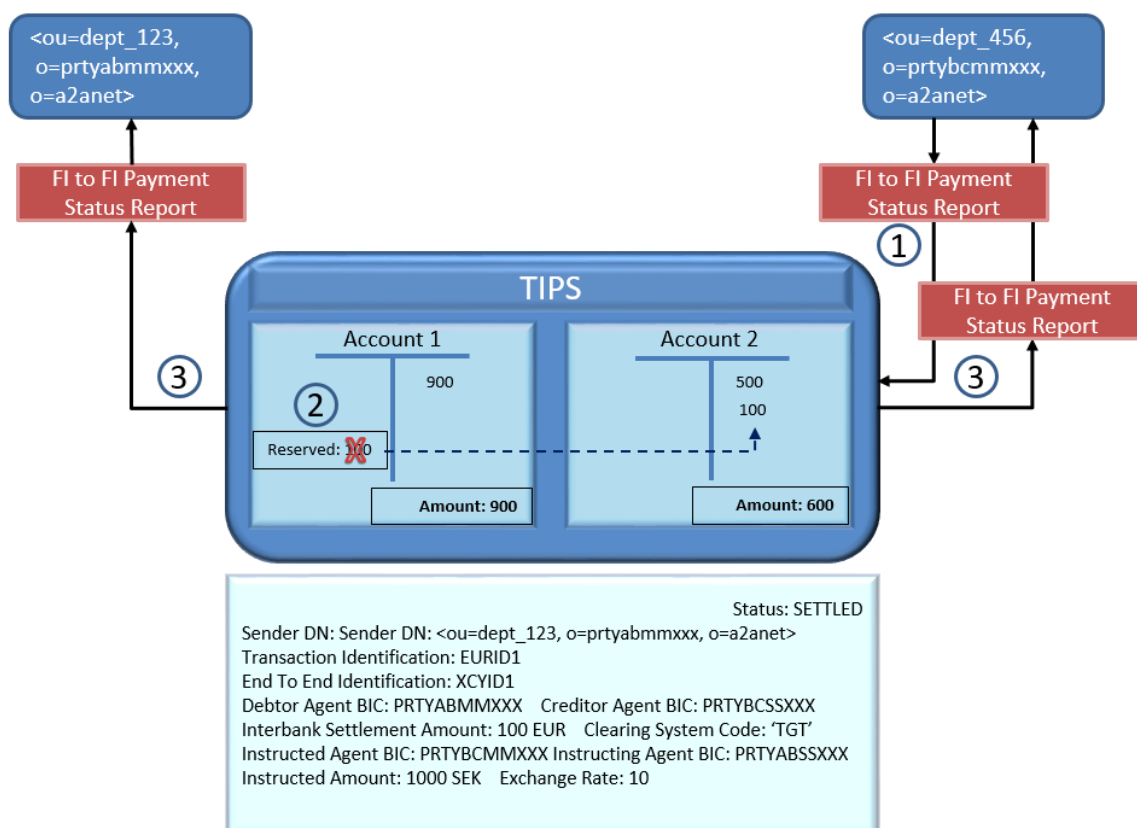 <ou=dept_123,
o=prtyabmmxxx,
o=a2anet>
<ou=dept_456,
o=prtybcmmxxx,
o=a2anet>
FI to FI Payment
Status Report
FI to FI Payment
Status Report
1
FI to FI Payment
Status Report
3
3
TIPS
Account 1
900
2
Reserved: 100
Amount: 900
Account 2
500
100
Amount: 600
Status: SETTLED
Sender DN: Sender DN: <ou=dept_123, o=prtyabmmxxx, o=a2anet>
Transaction Identification: EURID1
End To End Identification: XCYID1
Debtor Agent BIC: PRTYABMMXXX Creditor Agent BIC: PRTYBCSSXXX
Interbank Settlement Amount: 100 EUR Clearing System Code: ‘TGT’
Instructed Agent BIC: PRTYBCMMXXX Instructing Agent BIC: PRTYABSSXXX
Instructed Amount: 1000 SEK Exchange Rate: 10